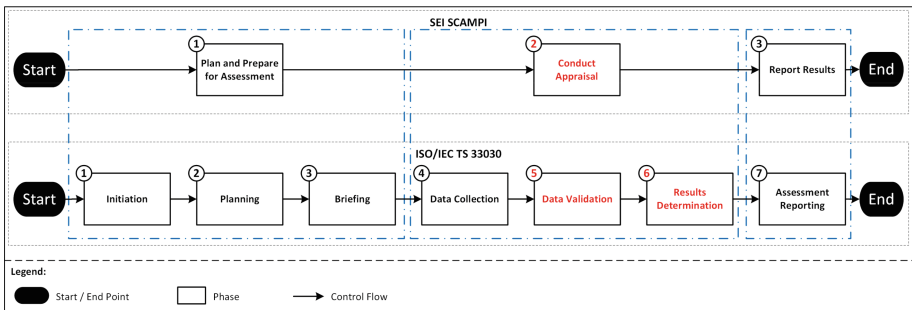 SEI SCAMPI
Start
1
Plan and Prepare
for Assessment
2
Conduct
Appraisal
3
Report Results
End
ISO/IEC TS 33030
Start
1
Initiation
2
Planning
3
Briefing
4
Data Collection
5
Data Validation
6
Results
Determination
7
Assessment
Reporting
End
Legend:
Start / End Point
Phase
Control Flow